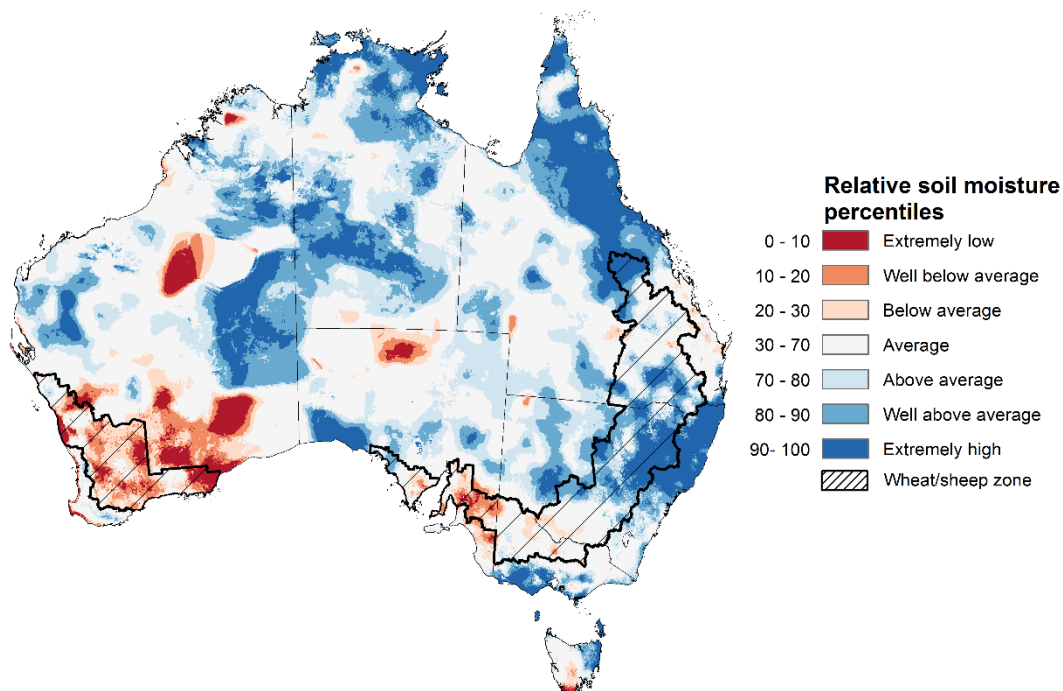 Relative soil moisture
percentiles
0 - 10 Extremely low
10 - 20 Well below average
20 - 30 Below average
30 - 70 Average
70 - 80 Above average
80 - 90 Well above average
90- 100 Extremely high
Wheat/sheep zone